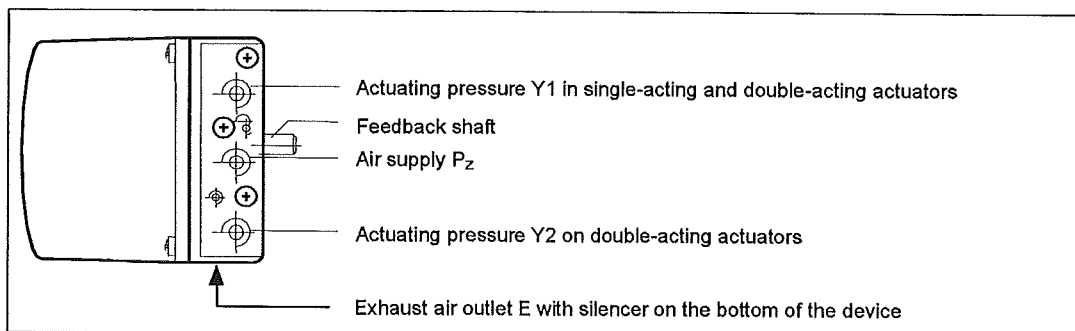 Actuating pressure Y1 in single-acting and double-acting actuators
Feedback shaft
Air supply PZ
Actuating pressure Y2 on double-acting actuators
Exhaust air outlet E with silencer on the bottom of the device